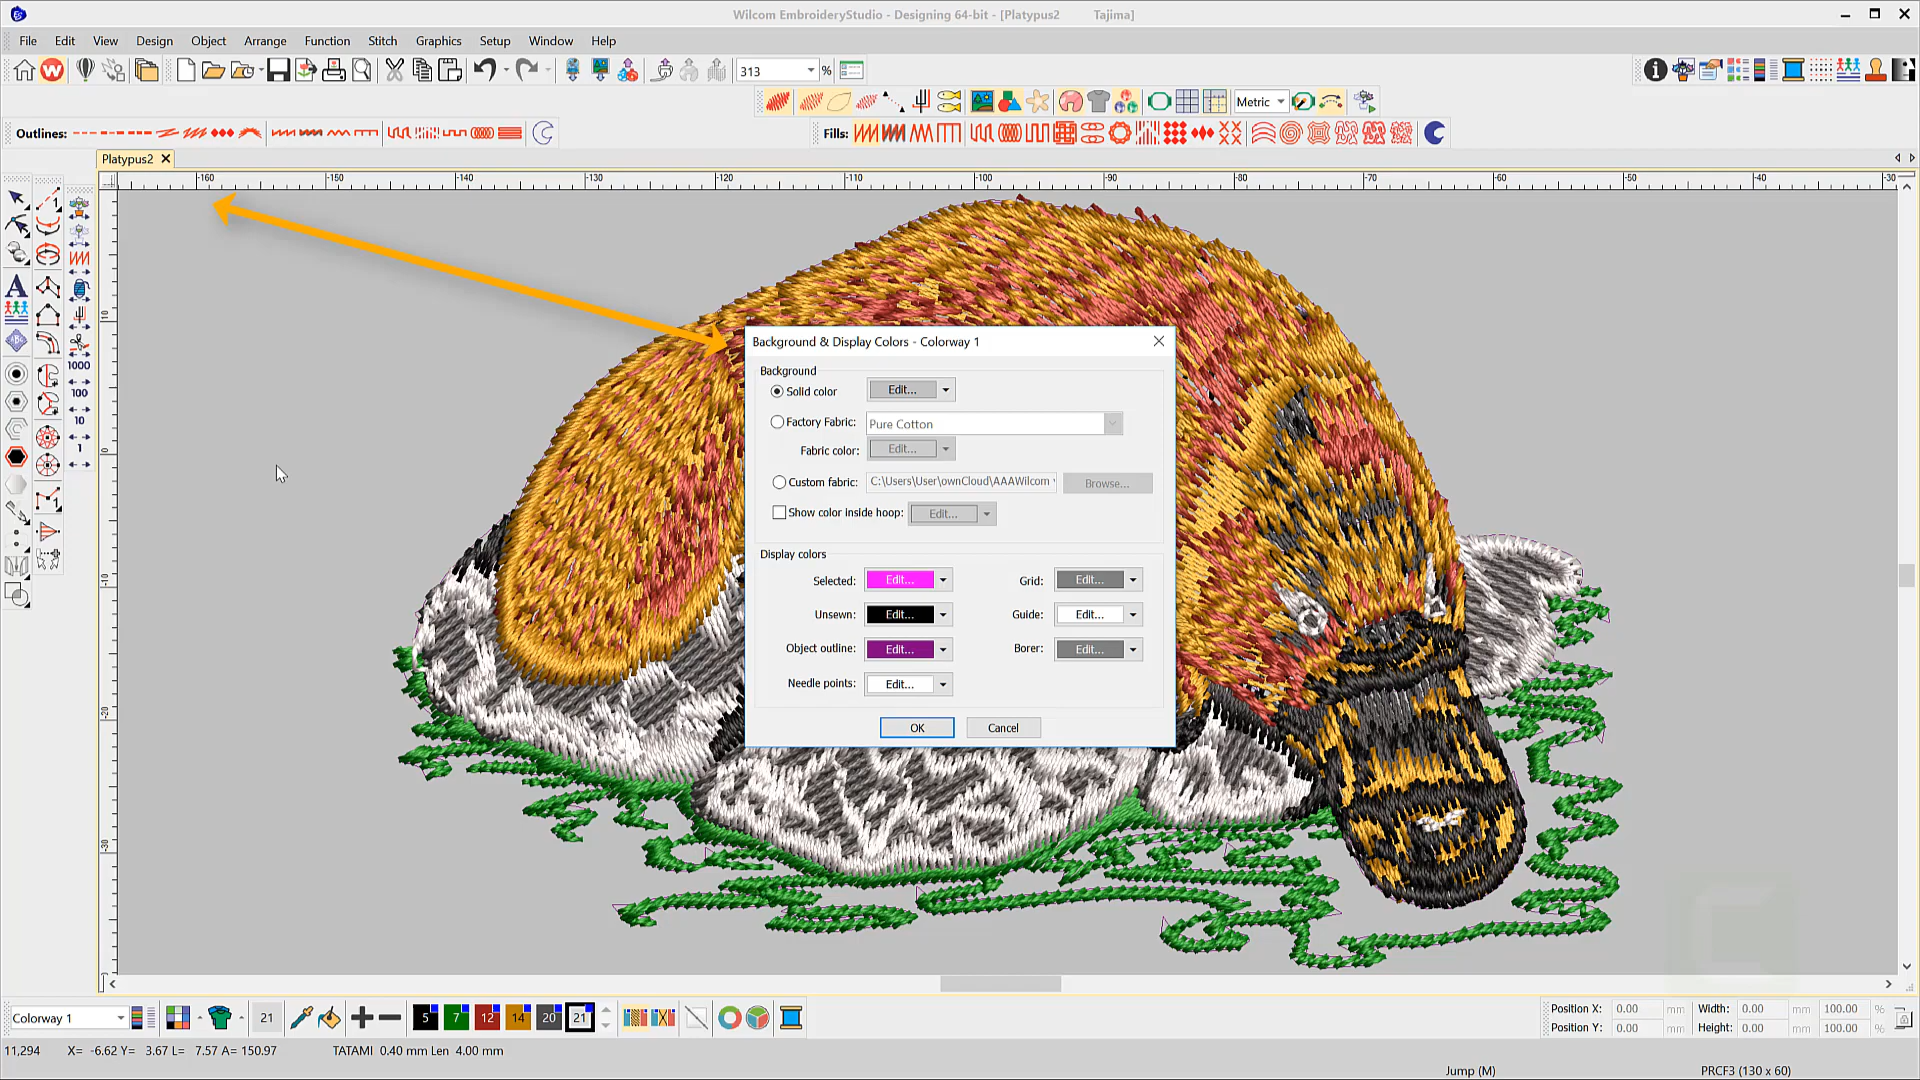 Wilcom EmbroideryStudio - Designing 64-bit - [Platypus2 Tajima]
File Edit View Design Object Arrange Function Stitch Graphics Setup Window Help
313 %
Metric
Outlines:
Fills:
Platypus2
-160 -150 -140 -130 -120 -110 -100 -90 -80 -70 -60 -50 -40 -30
10
0
-10
-20
-30
1000
100
10
1
Background & Display Colors - Colorway 1
Background
Solid color Edit...
Factory Fabric: Pure Cotton
Fabric color: Edit...
Custom fabric: C:\Users\User\ownCloud\AAAWilcom Browse...
Show color inside hoop: Edit...
Display colors
Selected: Edit... Grid: Edit...
Unsewn: Edit... Guide: Edit...
Object outline: Edit... Borer: Edit...
Needle points: Edit...
OK Cancel
Colorway 1 21 5 7 12 14 20 21
Position X: 0.00 mm Width: 0.00 mm 100.00 %
Position Y: 0.00 mm Height: 0.00 mm 100.00 %
11,294 X= -6.62 Y= 3.67 L= 7.57 A= 150.97 TATAMI 0.40 mm Len 4.00 mm
Jump (M) PRCF3 (130 x 60)